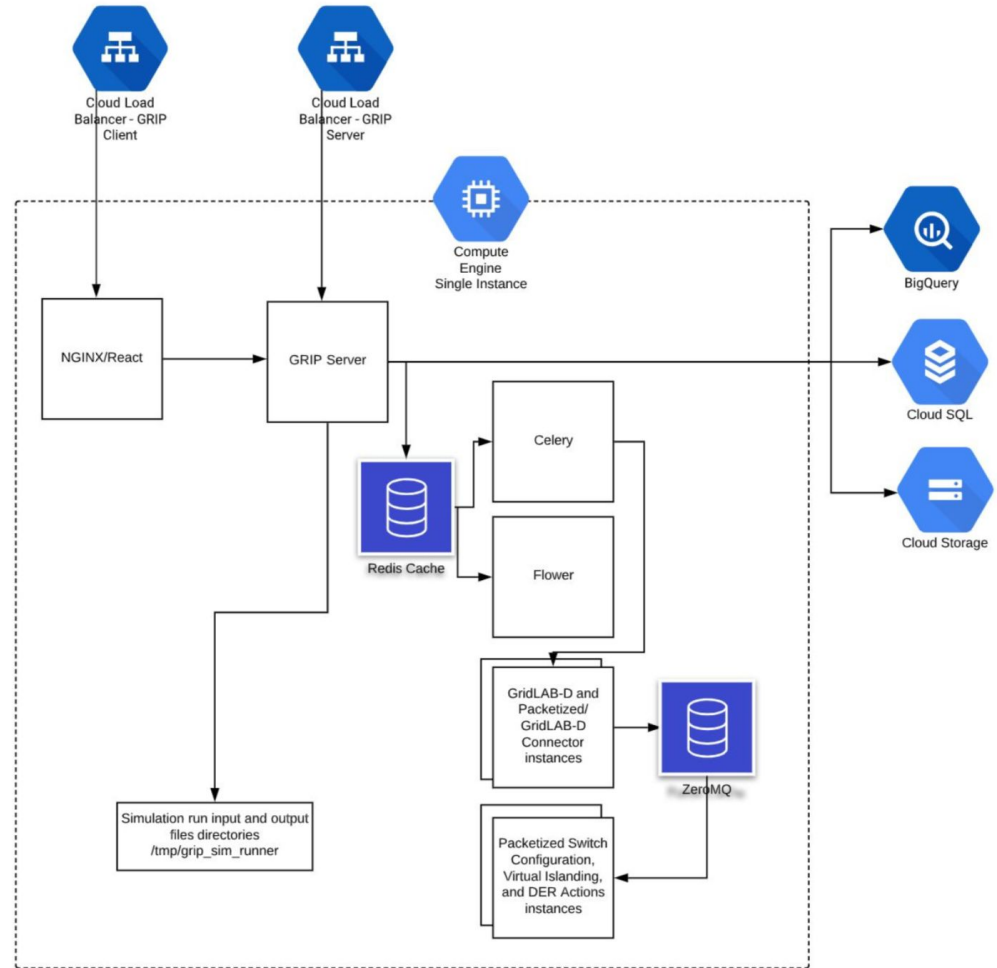 Cloud Load
Balancer - GRIP
Client
Cloud Load
Balancer - GRIP
Server
Compute
Engine
Single Instance
BigQuery
NGINX/React
GRIP Server
Cloud SQL
Celery
Redis Cache
Cloud Storage
Flower
GridLAB-D and
Packetized/
GridLAB-D
Connector
instances
ZeroMQ
Simulation run input and output
files directories
/tmp/grip_sim_runner
Packetized Switch
Configuration,
Virtual Islanding,
and DER Actions
instances